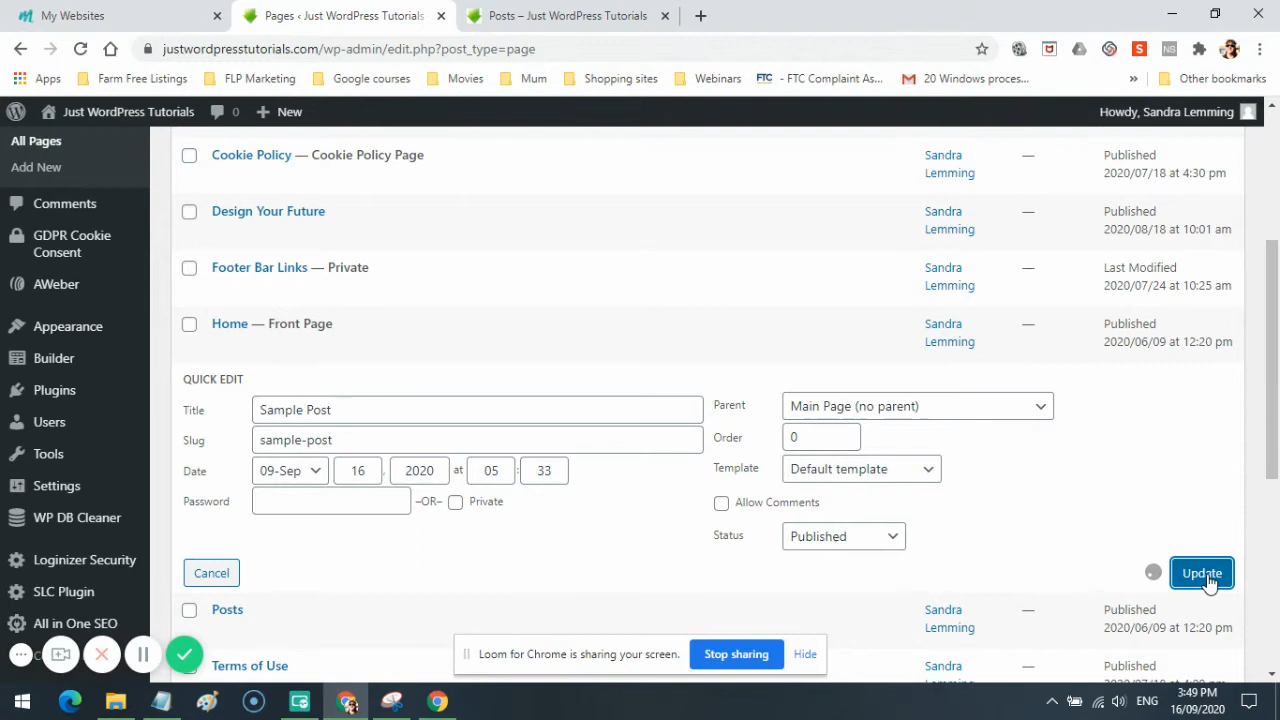 My Websites
Pages ‹ Just WordPress Tutorials
Posts – Just WordPress Tutorials
justwordpresstutorials.com/wp-admin/edit.php?post_type=page
Apps
Farm Free Listings
FLP Marketing
Google courses
Movies
Mum
Shopping sites
Webinars
FTC - FTC Complaint As...
20 Windows proces...
»
Other bookmarks
Just WordPress Tutorials
0
New
Howdy, Sandra Lemming
All Pages
Add New
Comments
GDPR Cookie
Consent
AWeber
Appearance
Builder
Plugins
Users
Tools
Settings
WP DB Cleaner
Loginizer Security
SLC Plugin
All in One SEO
Cookie Policy — Cookie Policy Page
Sandra
Lemming
—
Published
2020/07/18 at 4:30 pm
Design Your Future
Sandra
Lemming
—
Published
2020/08/18 at 10:01 am
Footer Bar Links — Private
Sandra
Lemming
—
Last Modified
2020/07/24 at 10:25 am
Home — Front Page
Sandra
Lemming
—
Published
2020/06/09 at 12:20 pm
QUICK EDIT
Title
Sample Post
Slug
sample-post
Date
09-Sep
16
, 2020 at 05 : 33
Password
–OR–
Private
Parent
Main Page (no parent)
Order
0
Template
Default template
Allow Comments
Status
Published
Cancel
Update
Posts
Sandra
Lemming
—
Published
2020/06/09 at 12:20 pm
Terms of Use
Sandra
—
Published
Loom for Chrome is sharing your screen.
Stop sharing
Hide
ENG
3:49 PM
16/09/2020